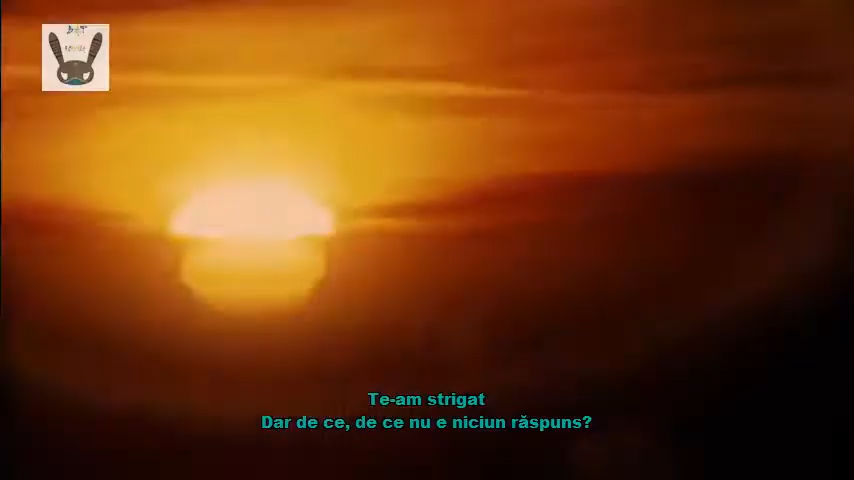 Te-am strigat
Dar de ce, de ce nu e niciun răspuns?